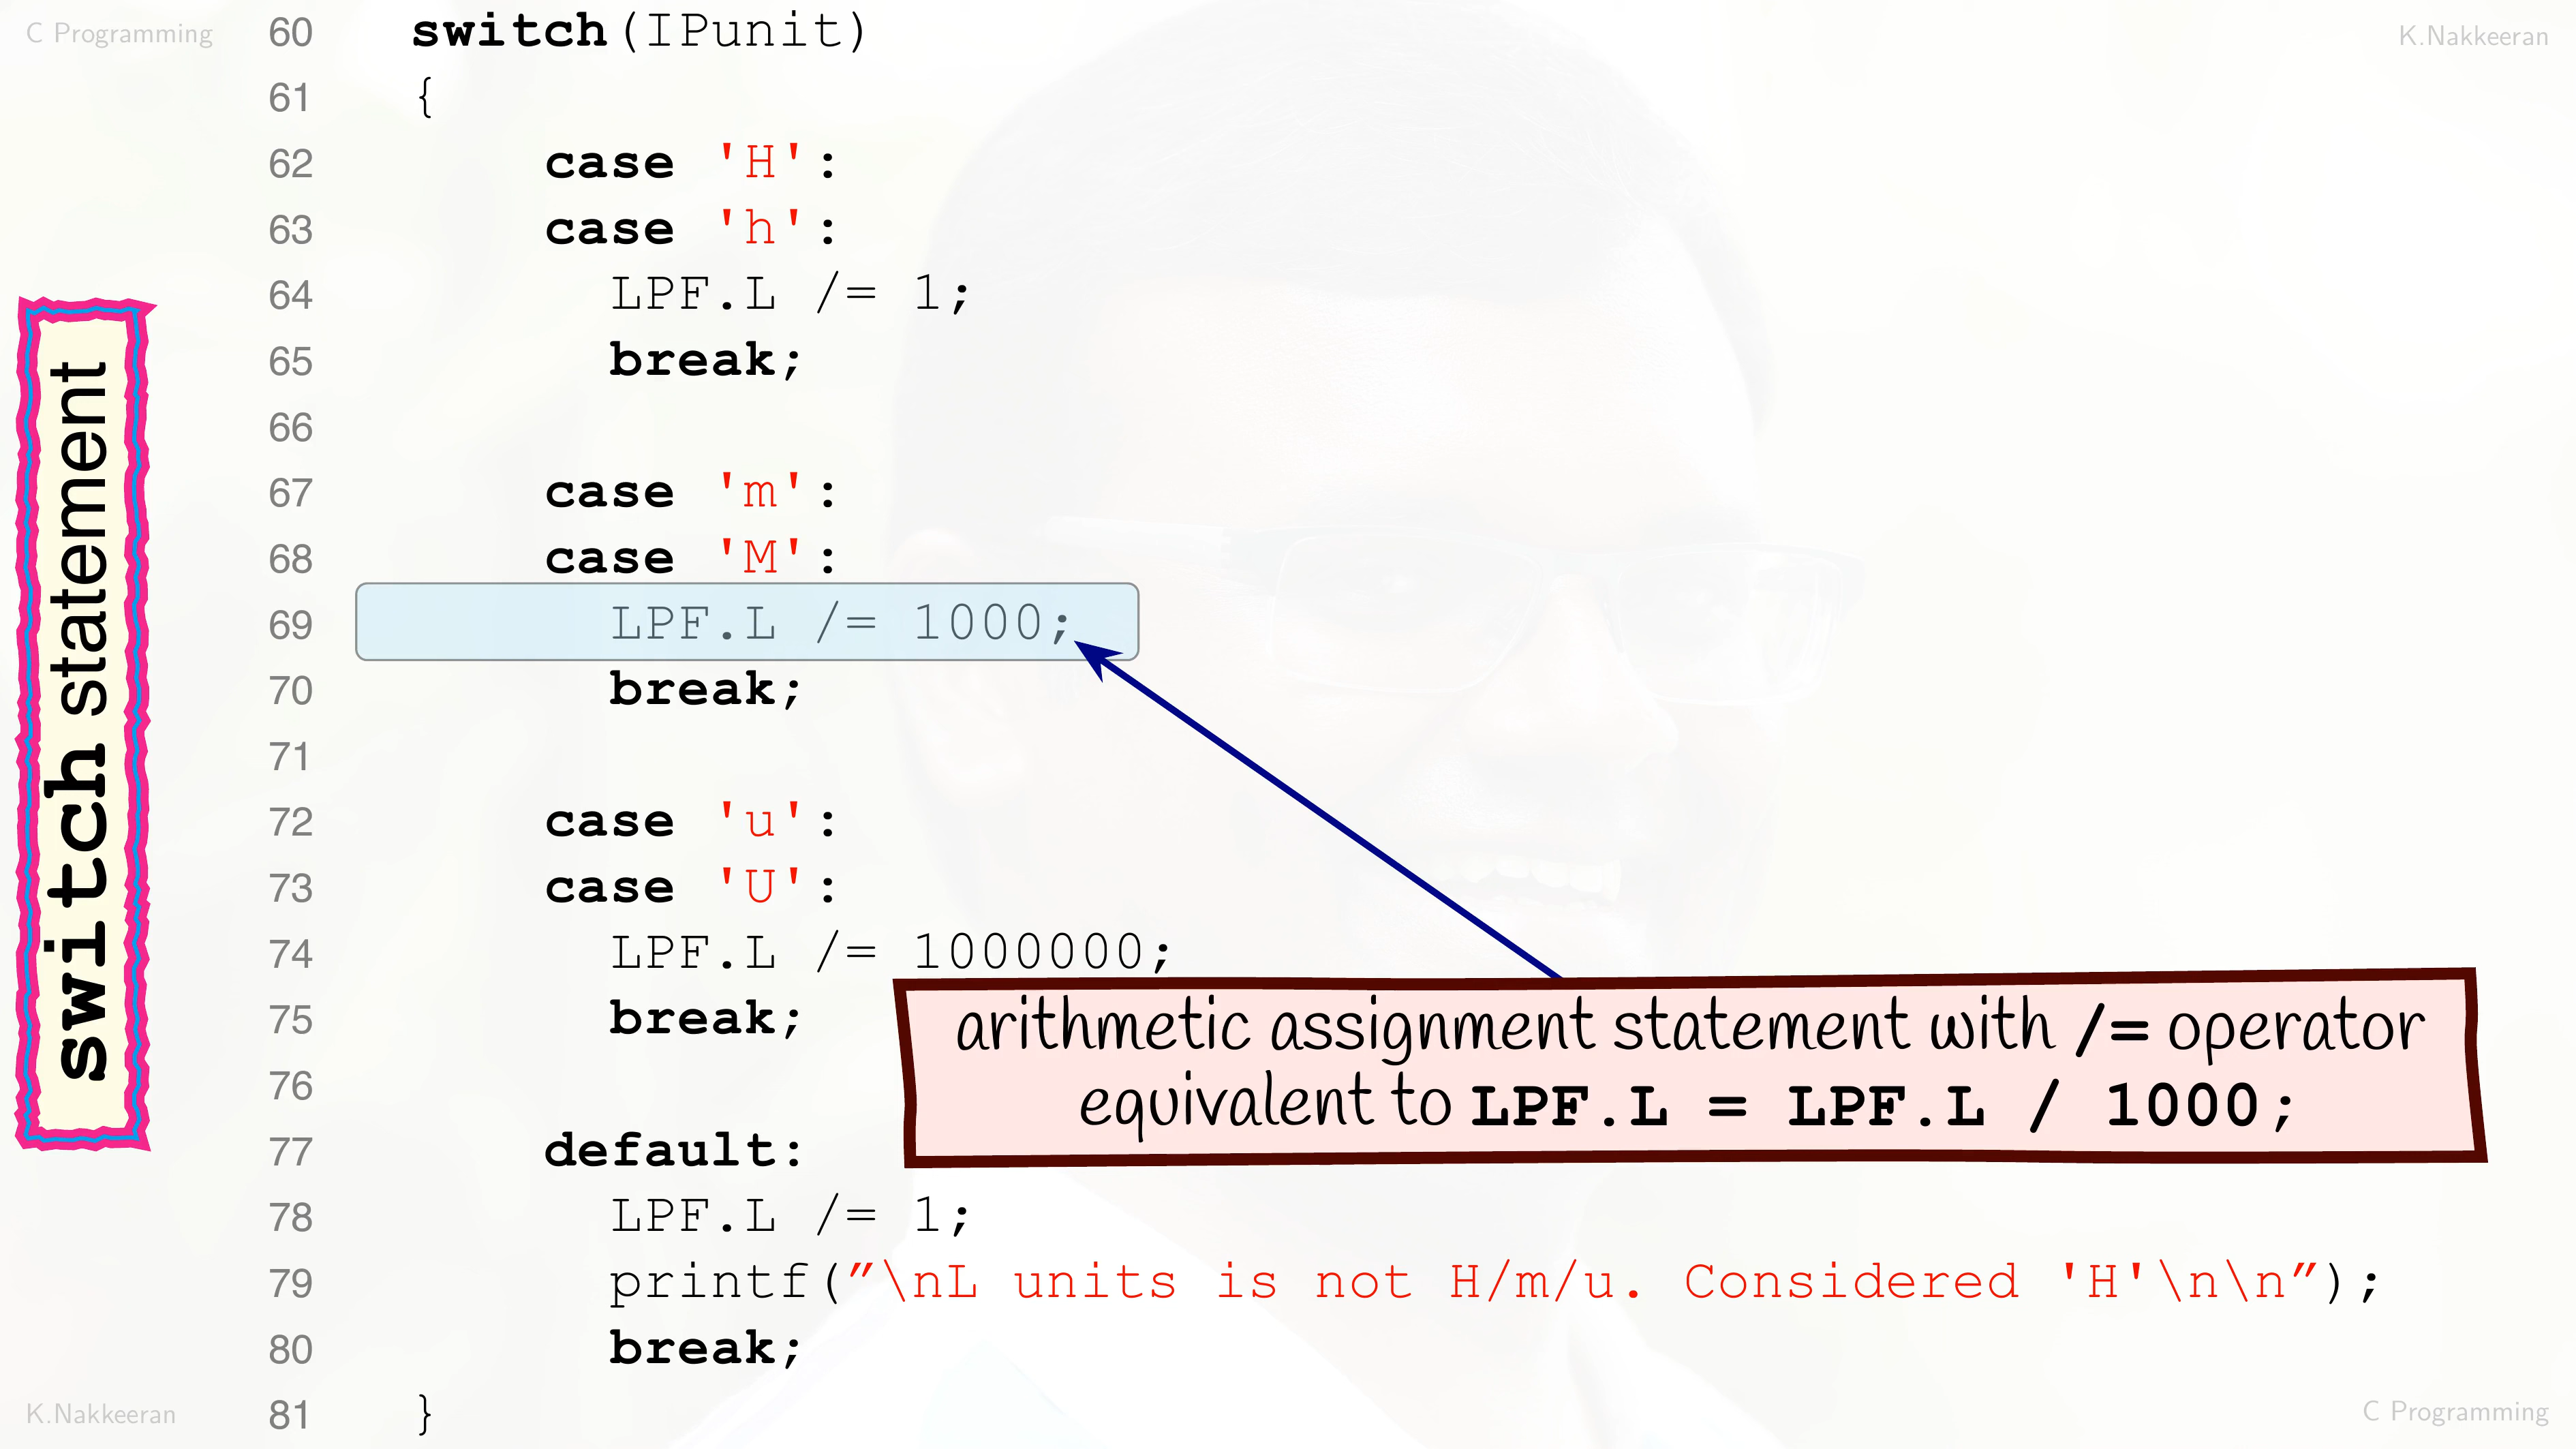 C Programming
K.Nakkeeran
switch statement
60 switch(IPunit)
61 {
62 case 'H':
63 case 'h':
64 LPF.L /= 1;
65 break;
66
67 case 'm':
68 case 'M':
69 LPF.L /= 1000;
70 break;
71
72 case 'u':
73 case 'U':
74 LPF.L /= 1000000;
75 break;
76
77 default:
78 LPF.L /= 1;
79 printf("\nL units is not H/m/u. Considered 'H'\n\n");
80 break;
81 }
arithmetic assignment statement with /= operator
equivalent to LPF.L = LPF.L / 1000;
K.Nakkeeran
C Programming